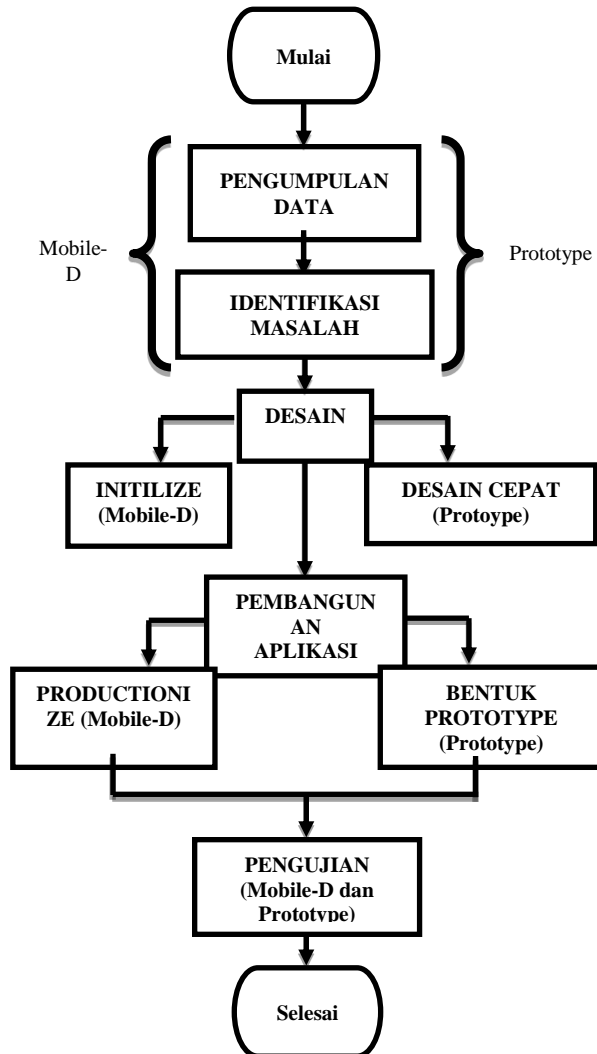 Mulai
PENGUMPULAN
DATA
Mobile-
D
Prototype
IDENTIFIKASI
MASALAH
DESAIN
INITILIZE
(Mobile-D)
DESAIN CEPAT
(Protoype)
PEMBANGUN
AN
APLIKASI
PRODUCTIONI
ZE (Mobile-D)
BENTUK
PROTOTYPE
(Prototype)
PENGUJIAN
(Mobile-D dan
Prototype)
Selesai